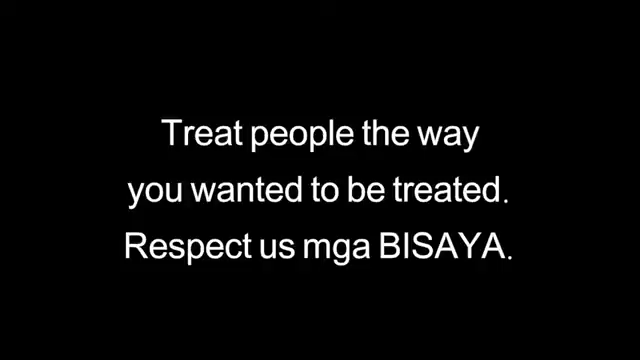 Treat people the way
you wanted to be treated.
Respect us mga BISAYA.